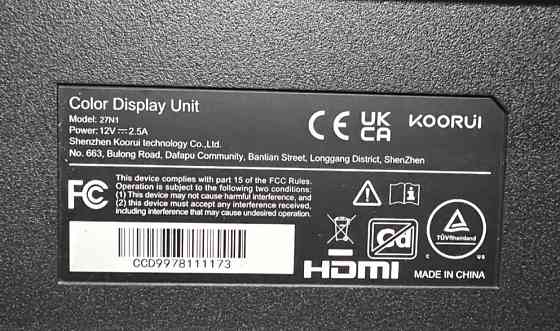 Color Display Unit
Model: 27N1
Power: 12V⎓2.5A
Shenzhen Koorui technology Co.,Ltd.
No. 663, Bulong Road, Dafapu Community, Banlian Street, Longgang District, ShenZhen
CE UK CA KOORUI
FC
This device complies with part 15 of the FCC Rules.
Operation is subject to the following two conditions:
(1) This device may not cause harmful interference, and
(2) this device must accept any interference received,
including interference that may cause undesired operation.
CCD9978111173
Cd
HDMI
TÜVRheinland
C US
MADE IN CHINA